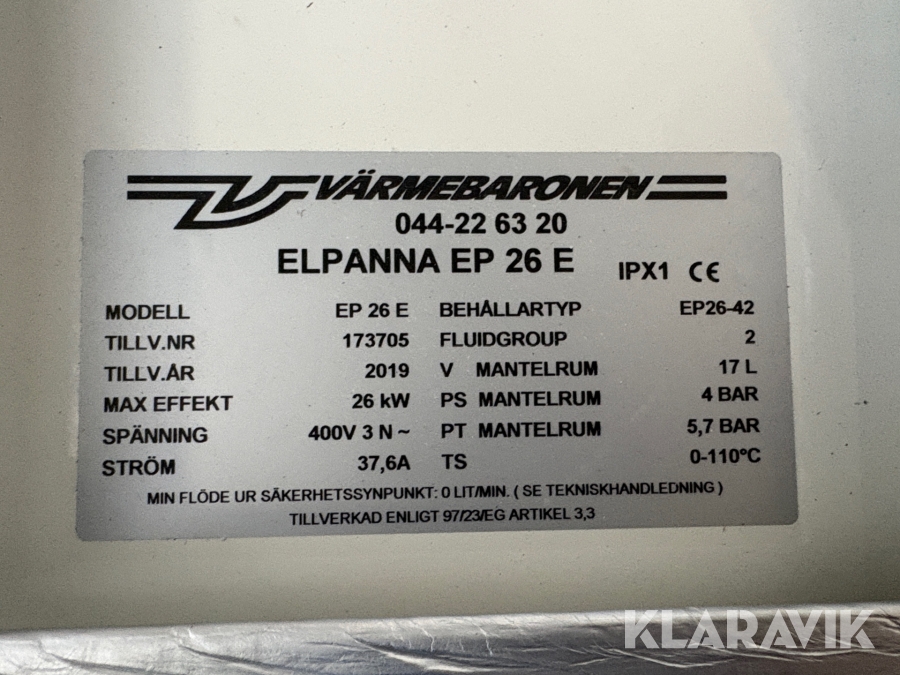 VÄRMEBARONEN
044-22 63 20
ELPANNA EP 26 E IPX1 CE
MODELL EP 26 E BEHÅLLARTYP EP26-42
TILLV.NR 173705 FLUIDGROUP 2
TILLV.ÅR 2019 V MANTELRUM 17 L
MAX EFFEKT 26 kW PS MANTELRUM 4 BAR
SPÄNNING 400V 3 N ~ PT MANTELRUM 5,7 BAR
STRÖM 37,6A TS 0-110°C
MIN FLÖDE UR SÄKERHETSSYNPUNKT: 0 LIT/MIN. ( SE TEKNISKHANDLEDNING )
TILLVERKAD ENLIGT 97/23/EG ARTIKEL 3,3
KLARAVIK